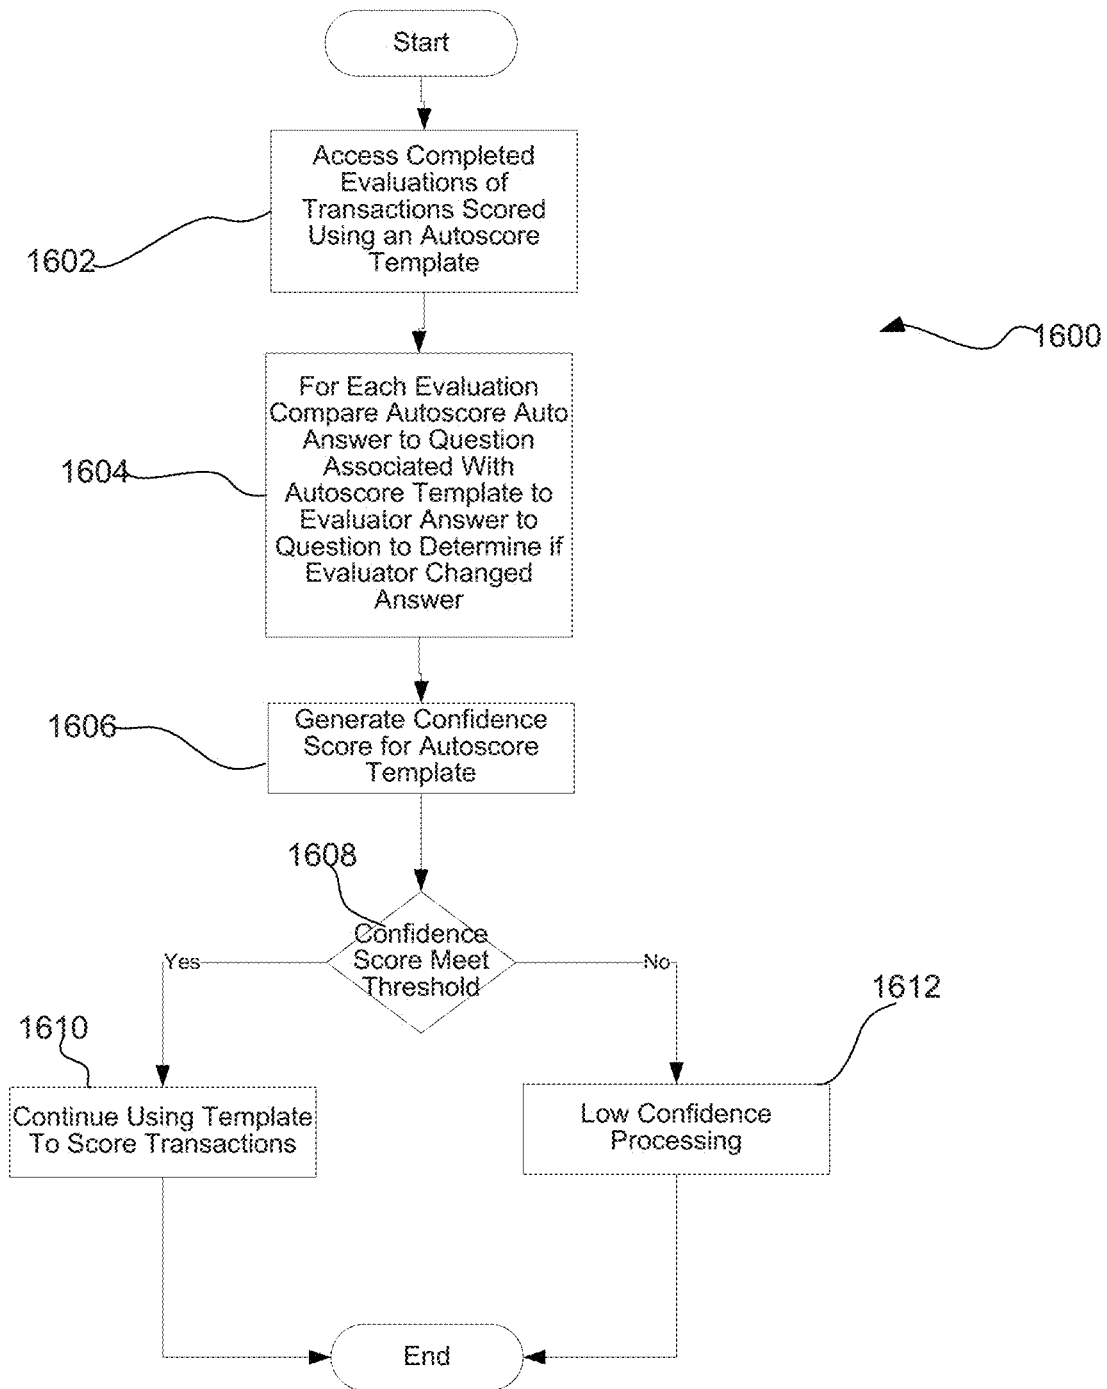 Start
Access Completed
Evaluations of
Transactions Scored
Using an Autoscore
Template
1602
1600
For Each Evaluation
Compare Autoscore Auto
Answer to Question
Associated With
Autoscore Template to
Evaluator Answer to
Question to Determine if
Evaluator Changed
Answer
1604
Generate Confidence
Score for Autoscore
Template
1606
1608
Confidence
Score Meet
Threshold
Yes
No
1610
1612
Continue Using Template
To Score Transactions
Low Confidence
Processing
End